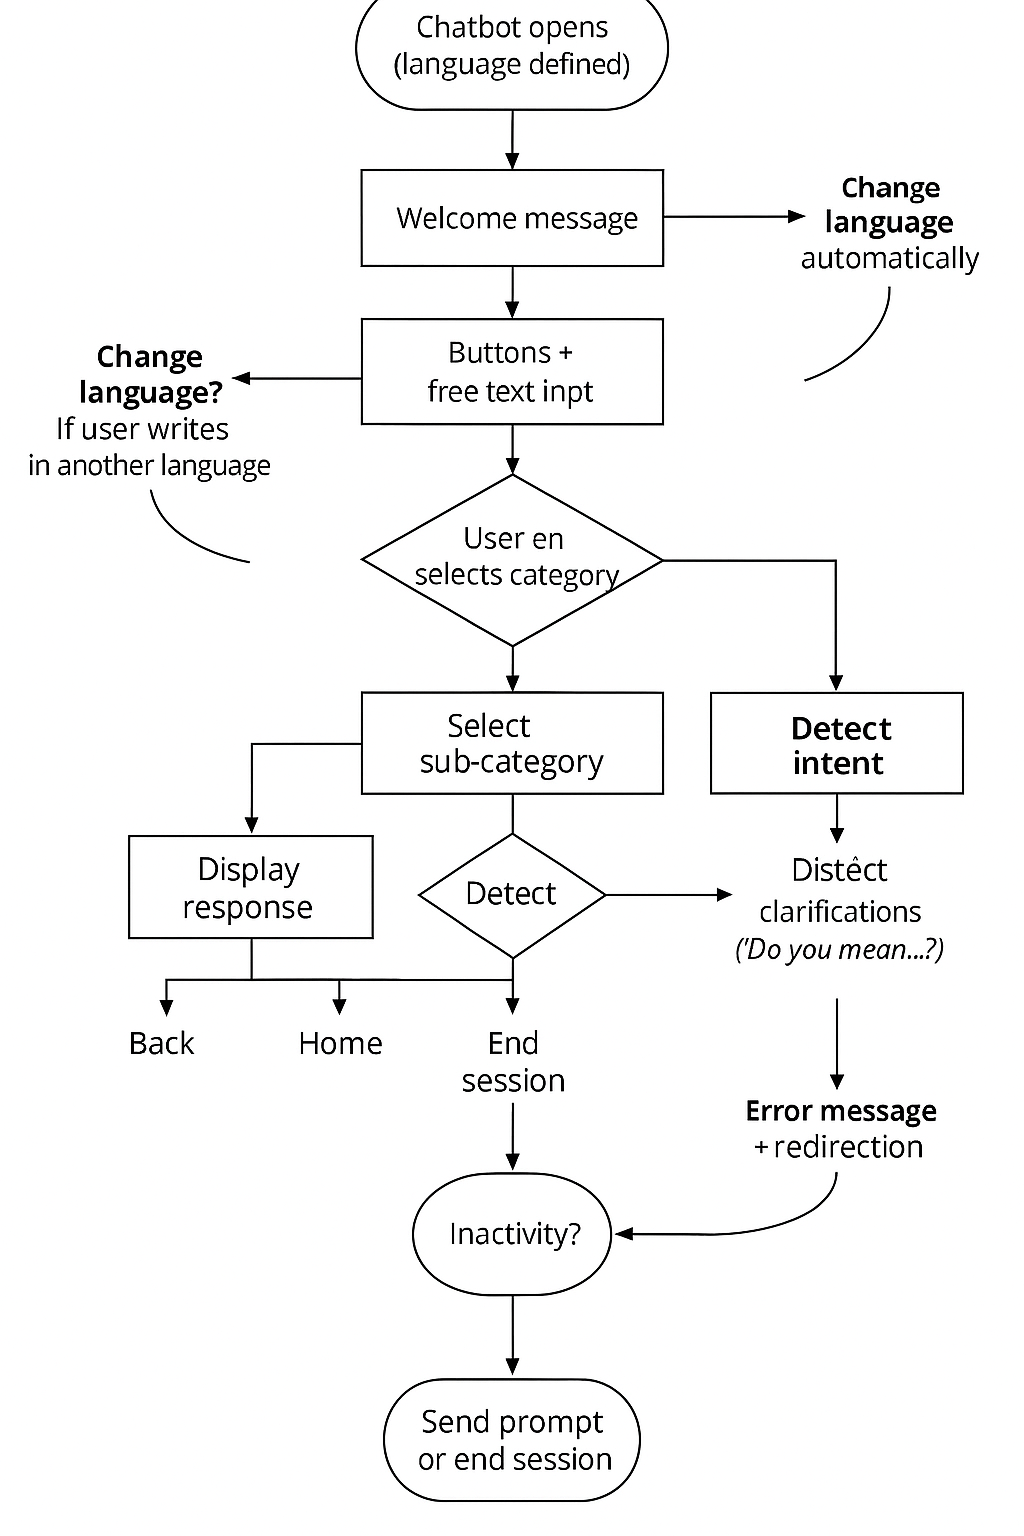 Chatbot opens
(language defined)
Welcome message
Change
language
automatically
Buttons +
free text inpt
Change
language?
If user writes
in another language
User en
selects category
Select
sub-category
Detect
intent
Display
response
Detect
Distêct
clarifications
('Do you mean...?)
Back
Home
End
session
Error message
+ redirection
Inactivity?
Send prompt
or end session